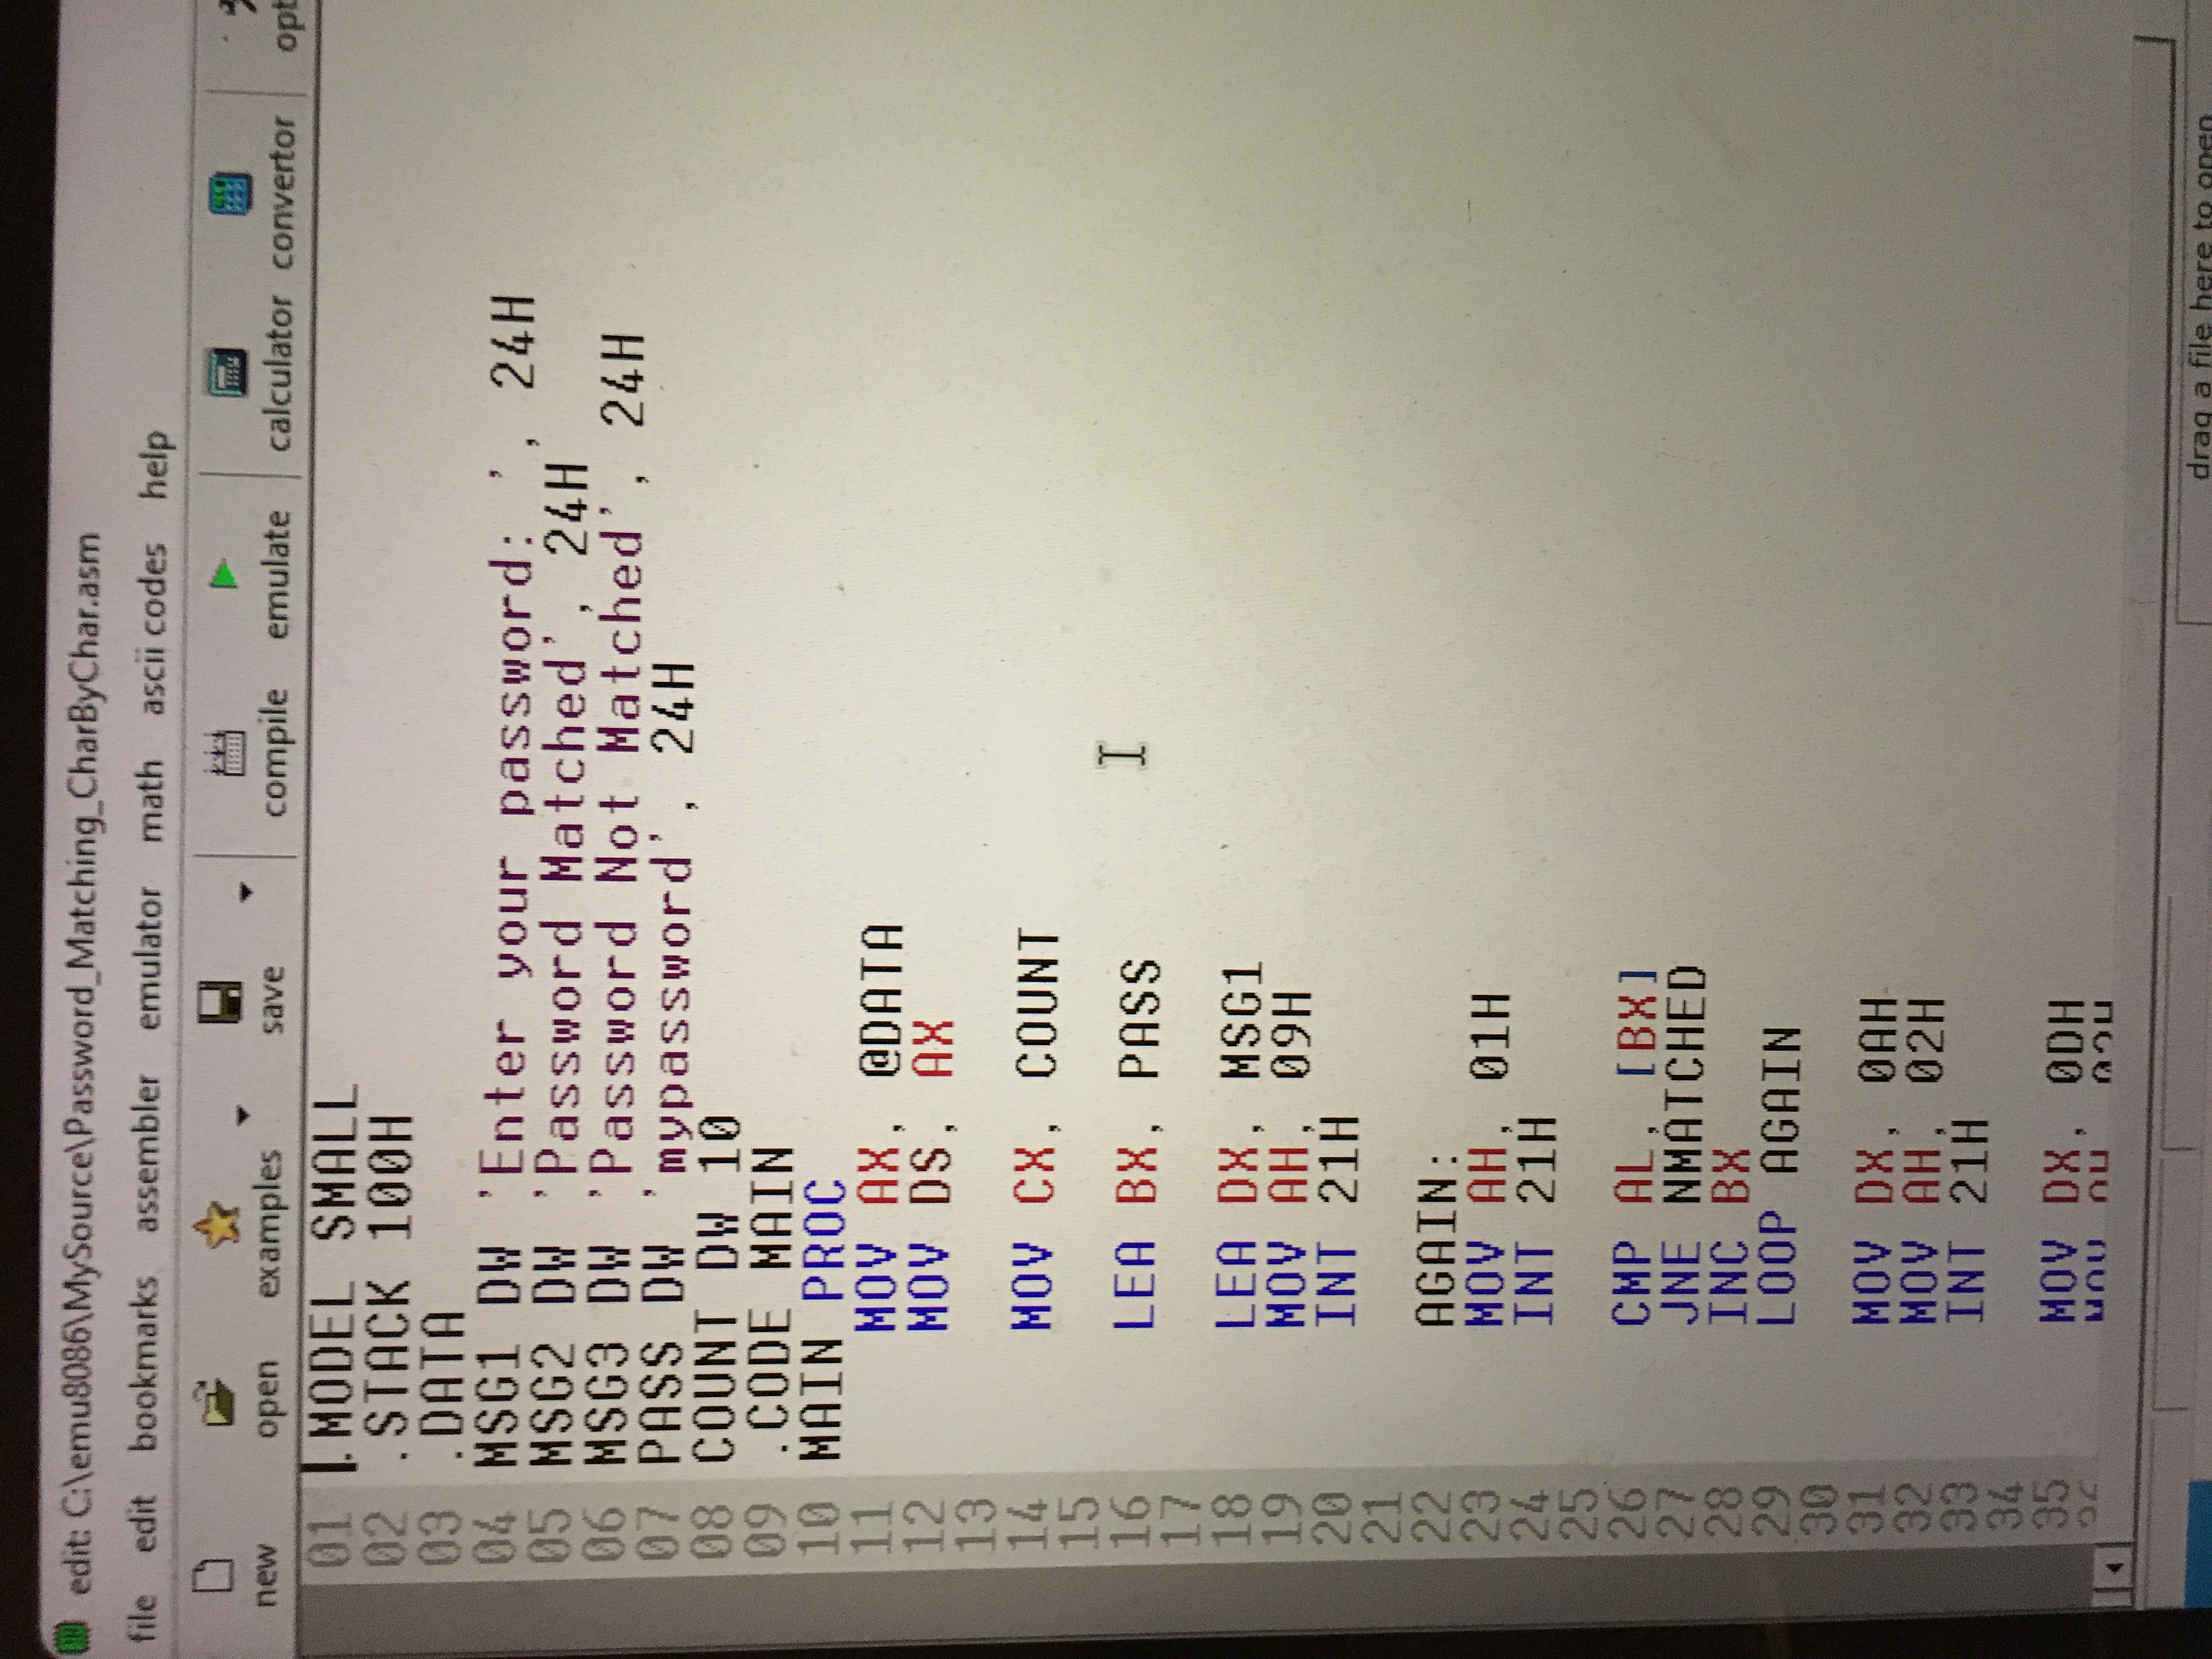 edit: C:\emu8086\MySource\Password_Matching_CharByChar.asm
file edit bookmarks assembler emulator math ascii codes help
new open examples save compile emulate calculator convertor
01 .MODEL SMALL
02 .STACK 100H
03 .DATA
04 MSG1 DW 'Enter your password: ', 24H
05 MSG2 DW 'Password Matched', 24H
06 MSG3 DW 'Password Not Matched', 24H
07 PASS DW 'mypassword', 24H
08 COUNT DW 10
09 .CODE MAIN
10 MAIN PROC
11 MOV AX, @DATA
12 MOV DS, AX
13
14 MOV CX, COUNT
15
16 LEA BX, PASS
17
18 LEA DX, MSG1
19 MOV AH, 09H
20 INT 21H
21
22 AGAIN:
23 MOV AH, 01H
24 INT 21H
25
26 CMP AL, [BX]
27 JNE NMATCHED
28 INC BX
29 LOOP AGAIN
30
31 MOV DX, 0AH
32 MOV AH, 02H
33 INT 21H
34
35 MOV DX, 0DH
drag a file here to open